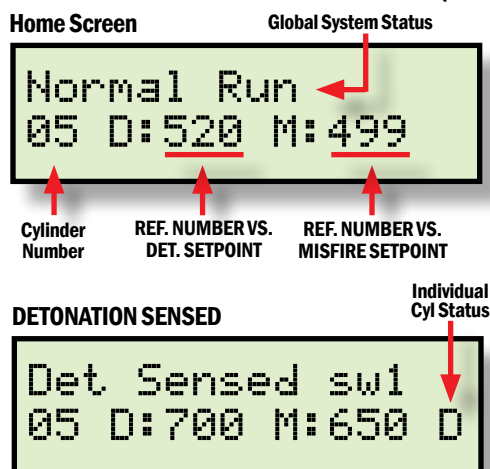 Home Screen
Global System Status
Normal Run
05 D:520 M:499
Cylinder Number
REF. NUMBER VS. DET. SETPOINT
REF. NUMBER VS. MISFIRE SETPOINT
Individual Cyl Status
DETONATION SENSED
Det Sensed sw1
05 D:700 M:650 D